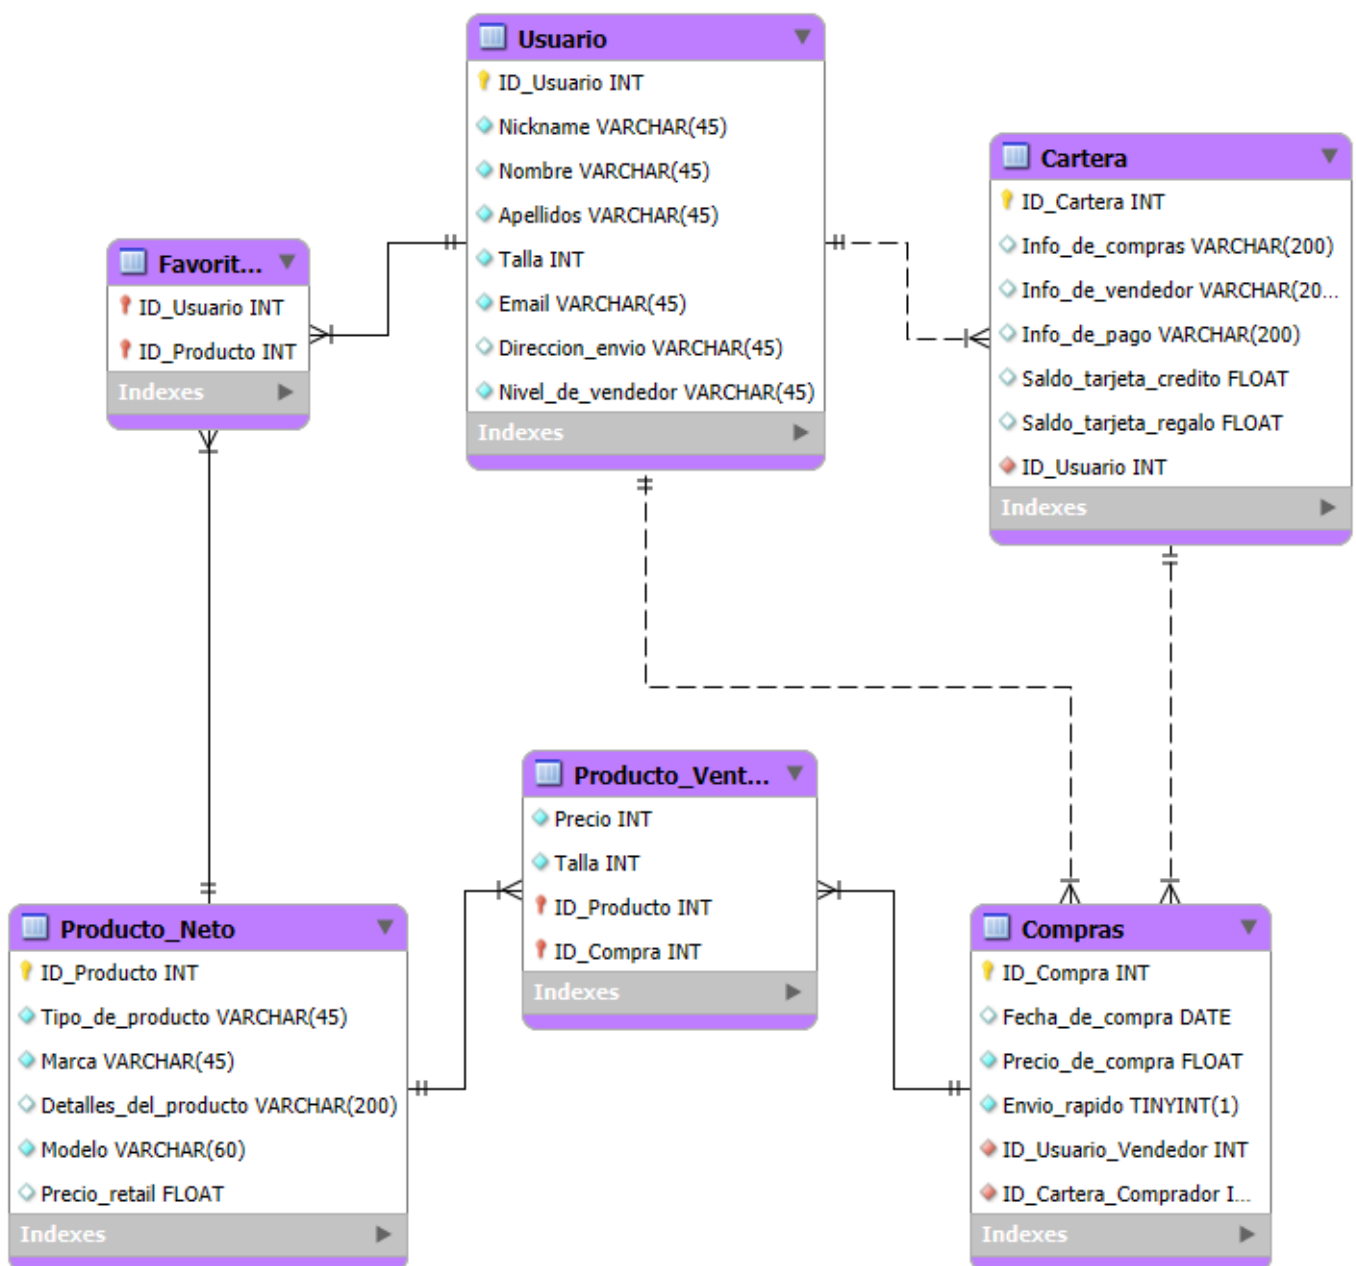 Usuario
ID_Usuario INT
Nickname VARCHAR(45)
Nombre VARCHAR(45)
Apellidos VARCHAR(45)
Talla INT
Email VARCHAR(45)
Direccion_envio VARCHAR(45)
Nivel_de_vendedor VARCHAR(45)
Indexes
Cartera
ID_Cartera INT
Info_de_compras VARCHAR(200)
Info_de_vendedor VARCHAR(20...
Info_de_pago VARCHAR(200)
Saldo_tarjeta_credito FLOAT
Saldo_tarjeta_regalo FLOAT
ID_Usuario INT
Indexes
Favorit...
ID_Usuario INT
ID_Producto INT
Indexes
Producto_Vent...
Precio INT
Talla INT
ID_Producto INT
ID_Compra INT
Indexes
Producto_Neto
ID_Producto INT
Tipo_de_producto VARCHAR(45)
Marca VARCHAR(45)
Detalles_del_producto VARCHAR(200)
Modelo VARCHAR(60)
Precio_retail FLOAT
Indexes
Compras
ID_Compra INT
Fecha_de_compra DATE
Precio_de_compra FLOAT
Envio_rapido TINYINT(1)
ID_Usuario_Vendedor INT
ID_Cartera_Comprador I...
Indexes